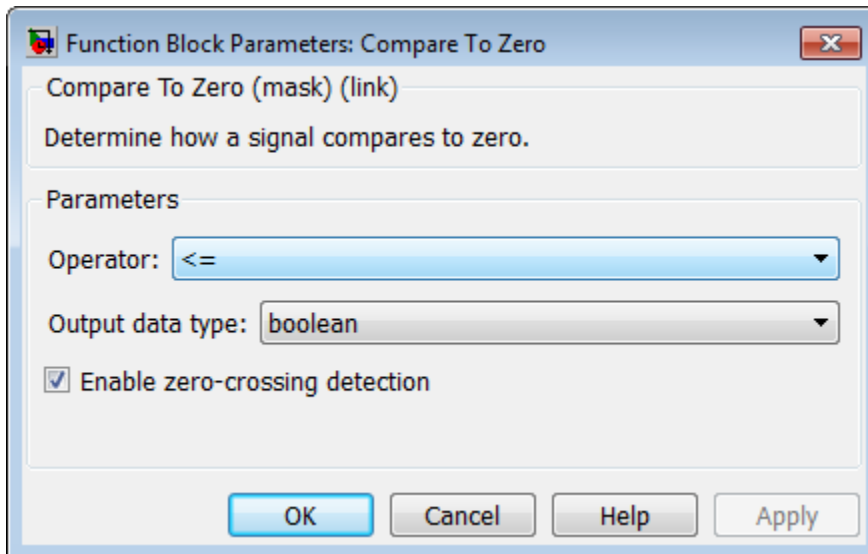 Function Block Parameters: Compare To Zero
Compare To Zero (mask) (link)
Determine how a signal compares to zero.
Parameters
Operator: <=
Output data type: boolean
Enable zero-crossing detection
OK Cancel Help Apply